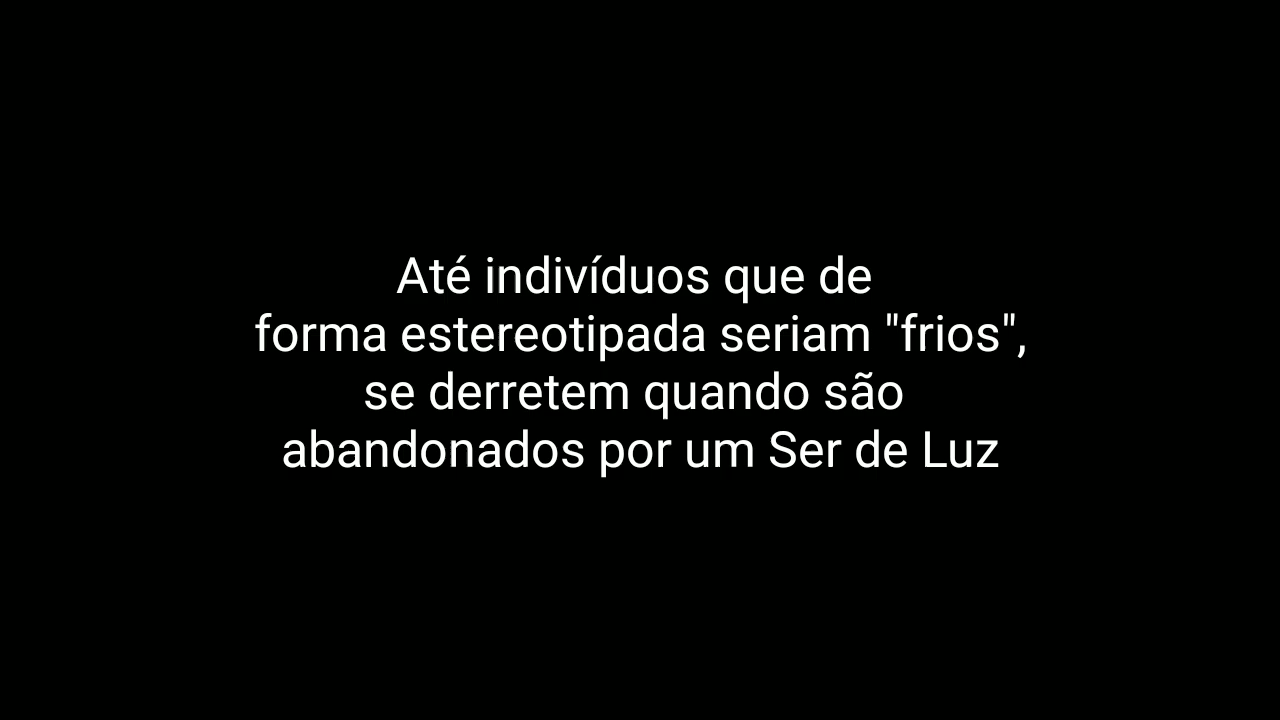 Até indivíduos que de
forma estereotipada seriam "frios",
se derretem quando são
abandonados por um Ser de Luz